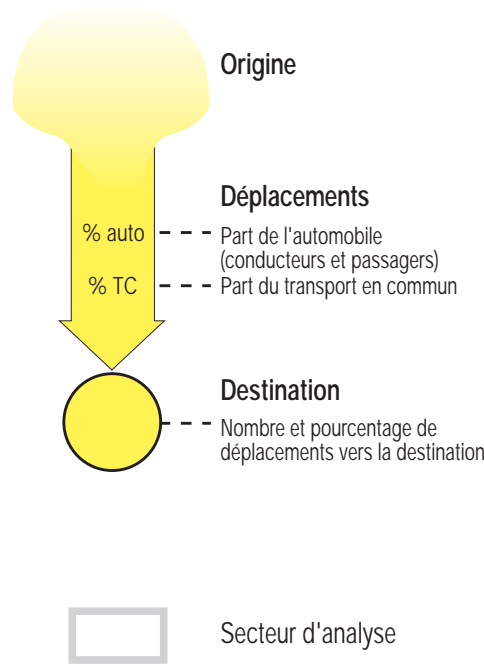 Origine
Déplacements
% auto
Part de l'automobile
(conducteurs et passagers)
% TC
Part du transport en commun
Destination
Nombre et pourcentage de
déplacements vers la destination
Secteur d'analyse